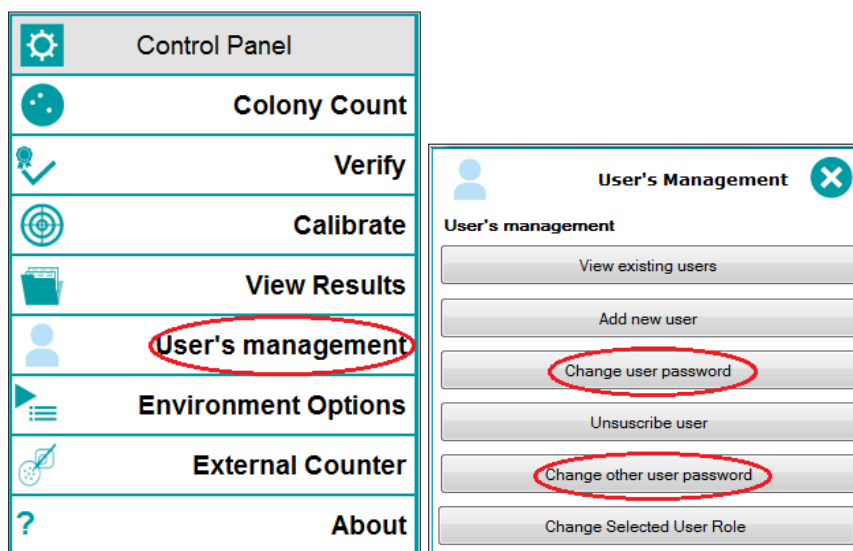 Control Panel
Colony Count
Verify
Calibrate
View Results
User's management
Environment Options
External Counter
? About
User's Management
User's management
View existing users
Add new user
Change user password
Unsuscribe user
Change other user password
Change Selected User Role